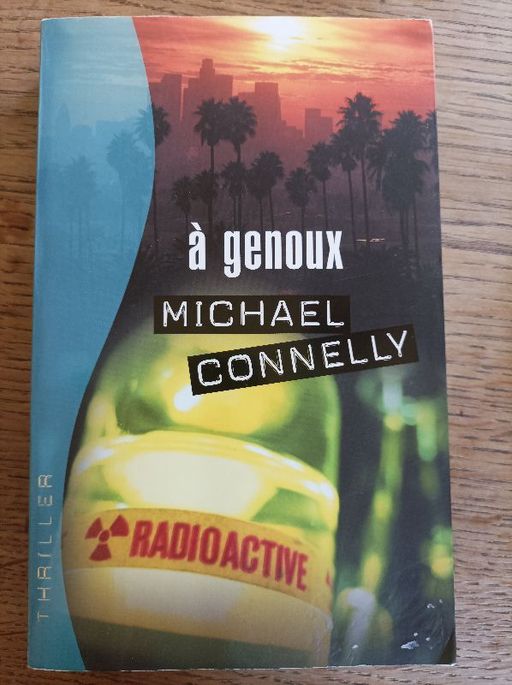 à genoux
MICHAEL
CONNELLY
RADIOACTIVE
THRILLER